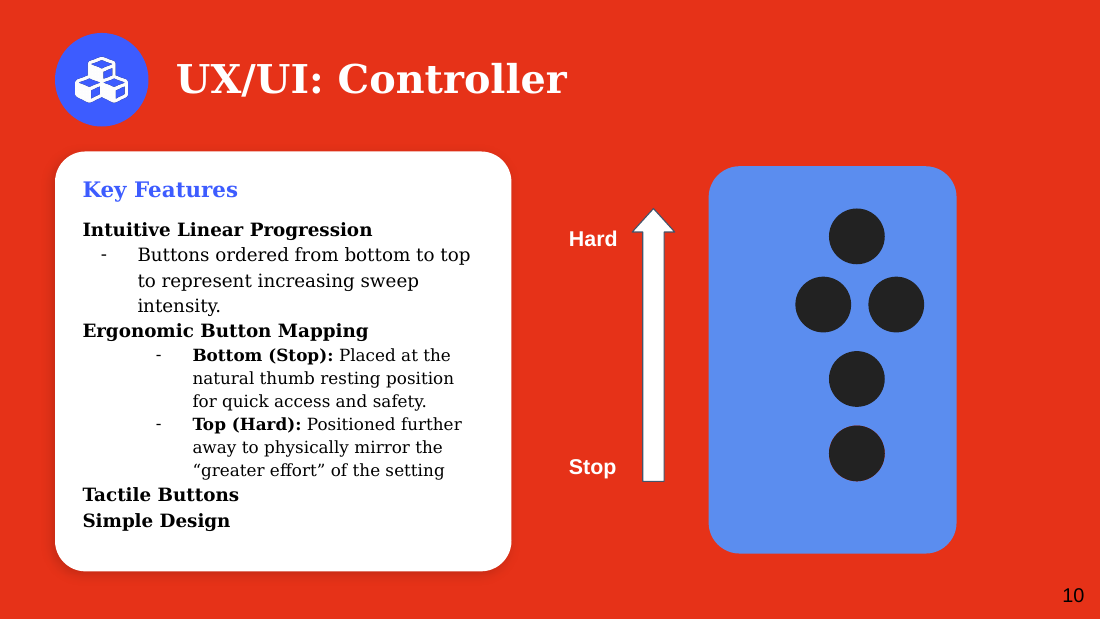 UX/UI: Controller
Key Features
Intuitive Linear Progression
- Buttons ordered from bottom to top
to represent increasing sweep
intensity.
Ergonomic Button Mapping
- Bottom (Stop): Placed at the
natural thumb resting position
for quick access and safety.
- Top (Hard): Positioned further
away to physically mirror the
“greater effort” of the setting
Tactile Buttons
Simple Design
Hard
Stop
10